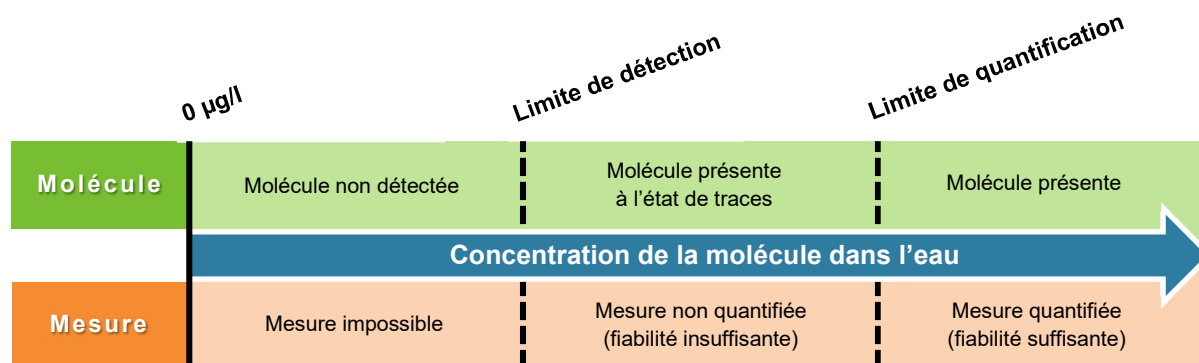 0 µg/l
Limite de détection
Limite de quantification
Molécule
Molécule non détectée
Molécule présente
à l'état de traces
Molécule présente
Concentration de la molécule dans l'eau
Mesure
Mesure impossible
Mesure non quantifiée
(fiabilité insuffisante)
Mesure quantifiée
(fiabilité suffisante)